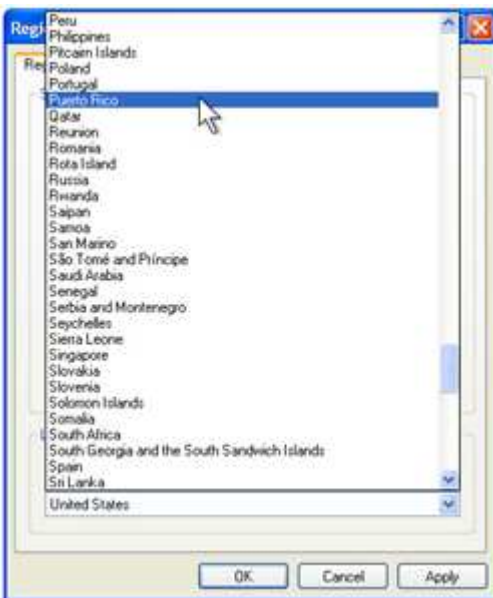 Regi
Peru
Philippines
Pitcairn Islands
Reg
Poland
Portugal
Puerto Rico
Qatar
Reunion
Romania
Rota Island
Russia
Rwanda
Saipan
Samoa
San Marino
São Tomé and Príncipe
Saudi Arabia
Senegal
Serbia and Montenegro
Seychelles
Sierra Leone
Singapore
Slovakia
Slovenia
Solomon Islands
Somalia
South Africa
South Georgia and the South Sandwich Islands
Spain
Sri Lanka
United States
OK
Cancel
Apply